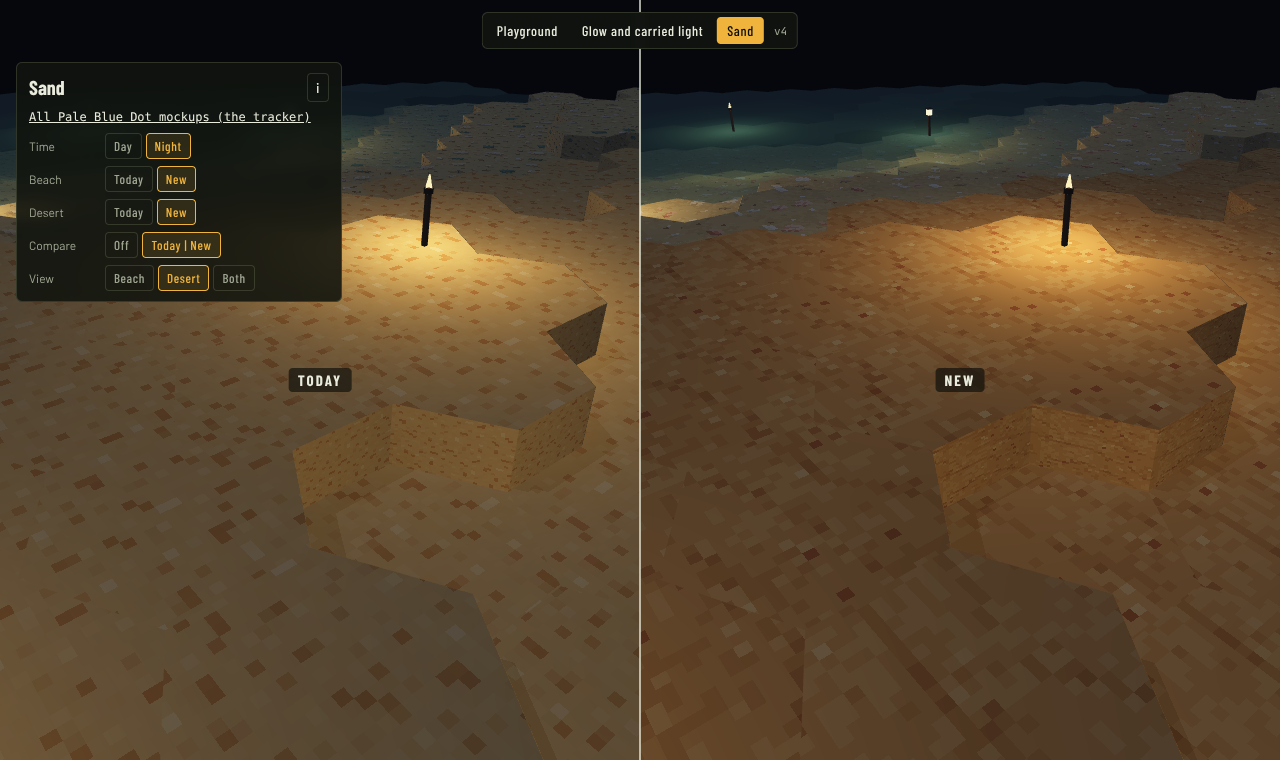 Playground Glow and carried light Sand v4
Sand i
All Pale Blue Dot mockups (the tracker)
Time Day Night
Beach Today New
Desert Today New
Compare Off Today | New
View Beach Desert Both
TODAY NEW